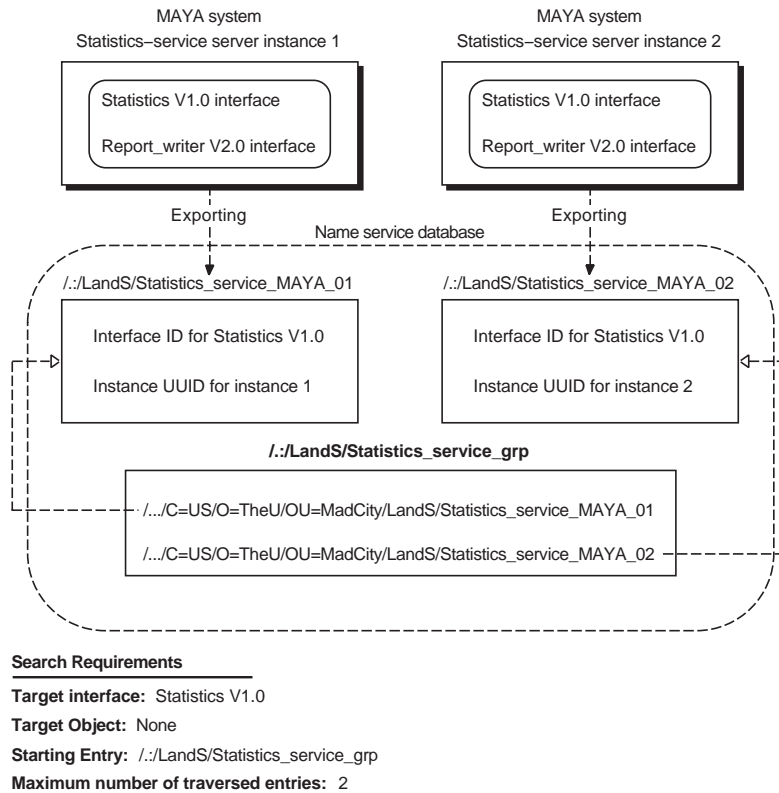 MAYA system
Statistics–service server instance 1
MAYA system
Statistics–service server instance 2
Statistics V1.0 interface
Report_writer V2.0 interface
Statistics V1.0 interface
Report_writer V2.0 interface
Exporting
Exporting
Name service database
/.:/LandS/Statistics_service_MAYA_01
/.:/LandS/Statistics_service_MAYA_02
Interface ID for Statistics V1.0
Instance UUID for instance 1
Interface ID for Statistics V1.0
Instance UUID for instance 2
/.:/LandS/Statistics_service_grp
/.../C=US/O=TheU/OU=MadCity/LandS/Statistics_service_MAYA_01
/.../C=US/O=TheU/OU=MadCity/LandS/Statistics_service_MAYA_02
Search Requirements
Target interface: Statistics V1.0
Target Object: None
Starting Entry: /.:/LandS/Statistics_service_grp
Maximum number of traversed entries: 2